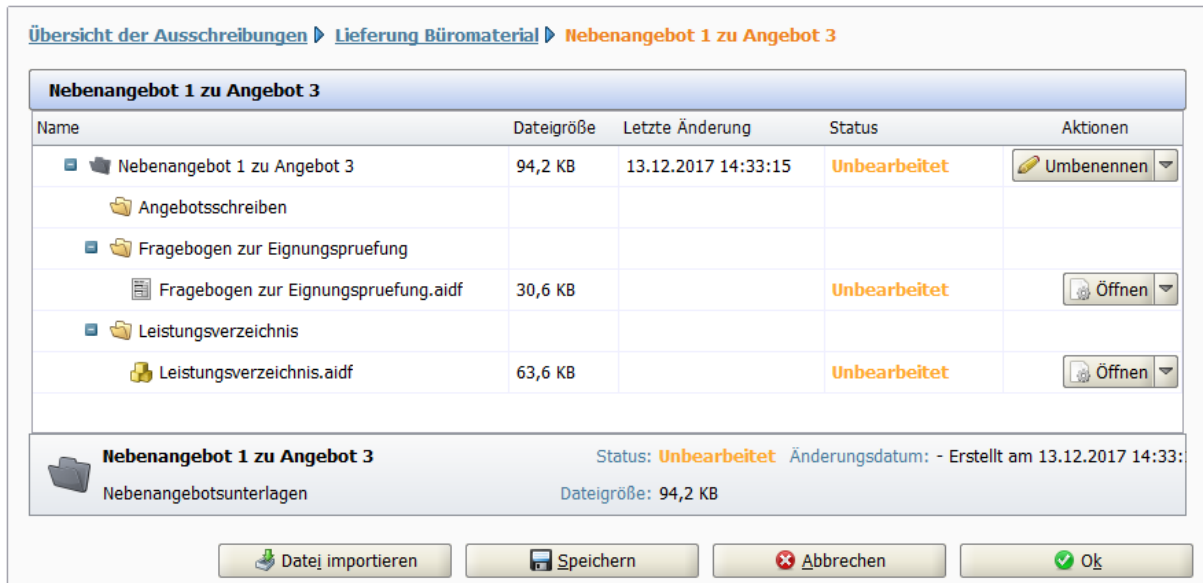 Übersicht der Ausschreibungen Lieferung Büromaterial Nebenangebot 1 zu Angebot 3
Nebenangebot 1 zu Angebot 3
Name Dateigröße Letzte Änderung Status Aktionen
Nebenangebot 1 zu Angebot 3 94,2 KB 13.12.2017 14:33:15 Unbearbeitet Umbenennen
Angebotsschreiben
Fragebogen zur Eignungspruefung
Fragebogen zur Eignungspruefung.aidf 30,6 KB Unbearbeitet Öffnen
Leistungsverzeichnis
Leistungsverzeichnis.aidf 63,6 KB Unbearbeitet Öffnen
Nebenangebot 1 zu Angebot 3 Status: Unbearbeitet Änderungsdatum: - Erstellt am 13.12.2017 14:33:
Nebenangebotsunterlagen Dateigröße: 94,2 KB
Datei importieren Speichern Abbrechen Ok